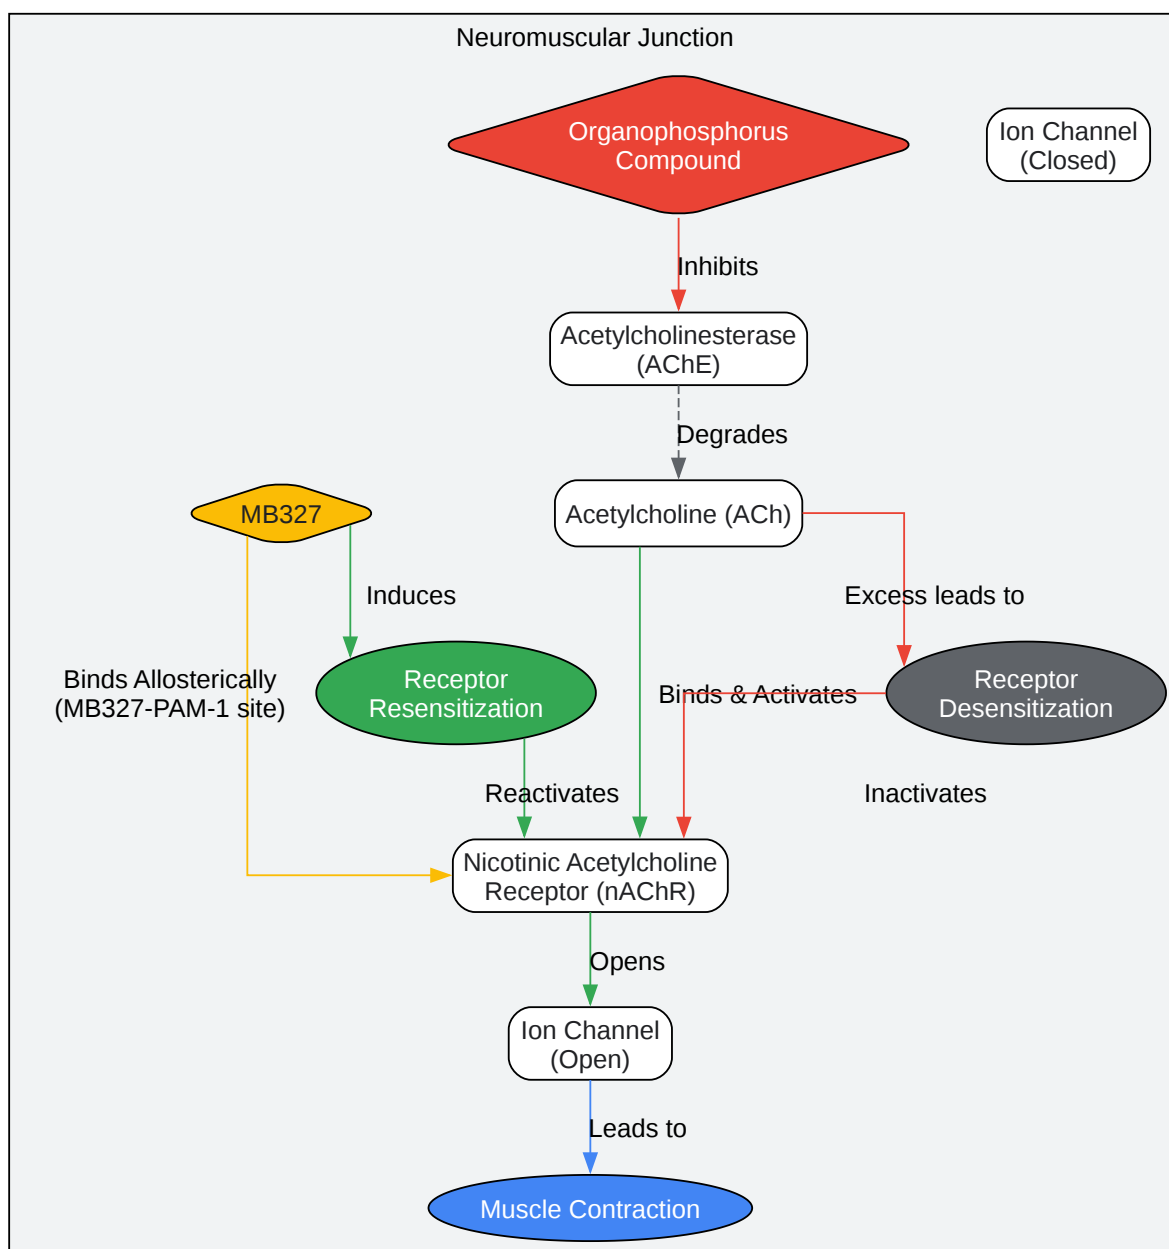 Neuromuscular Junction
Organophosphorus
Compound
Ion Channel
(Closed)
Inhibits
Acetylcholinesterase
(AChE)
Degrades
MB327
Acetylcholine (ACh)
Induces
Excess leads to
Binds Allosterically
(MB327-PAM-1 site)
Receptor
Resensitization
Binds & Activates
Receptor
Desensitization
Reactivates
Inactivates
Nicotinic Acetylcholine
Receptor (nAChR)
Opens
Ion Channel
(Open)
Leads to
Muscle Contraction